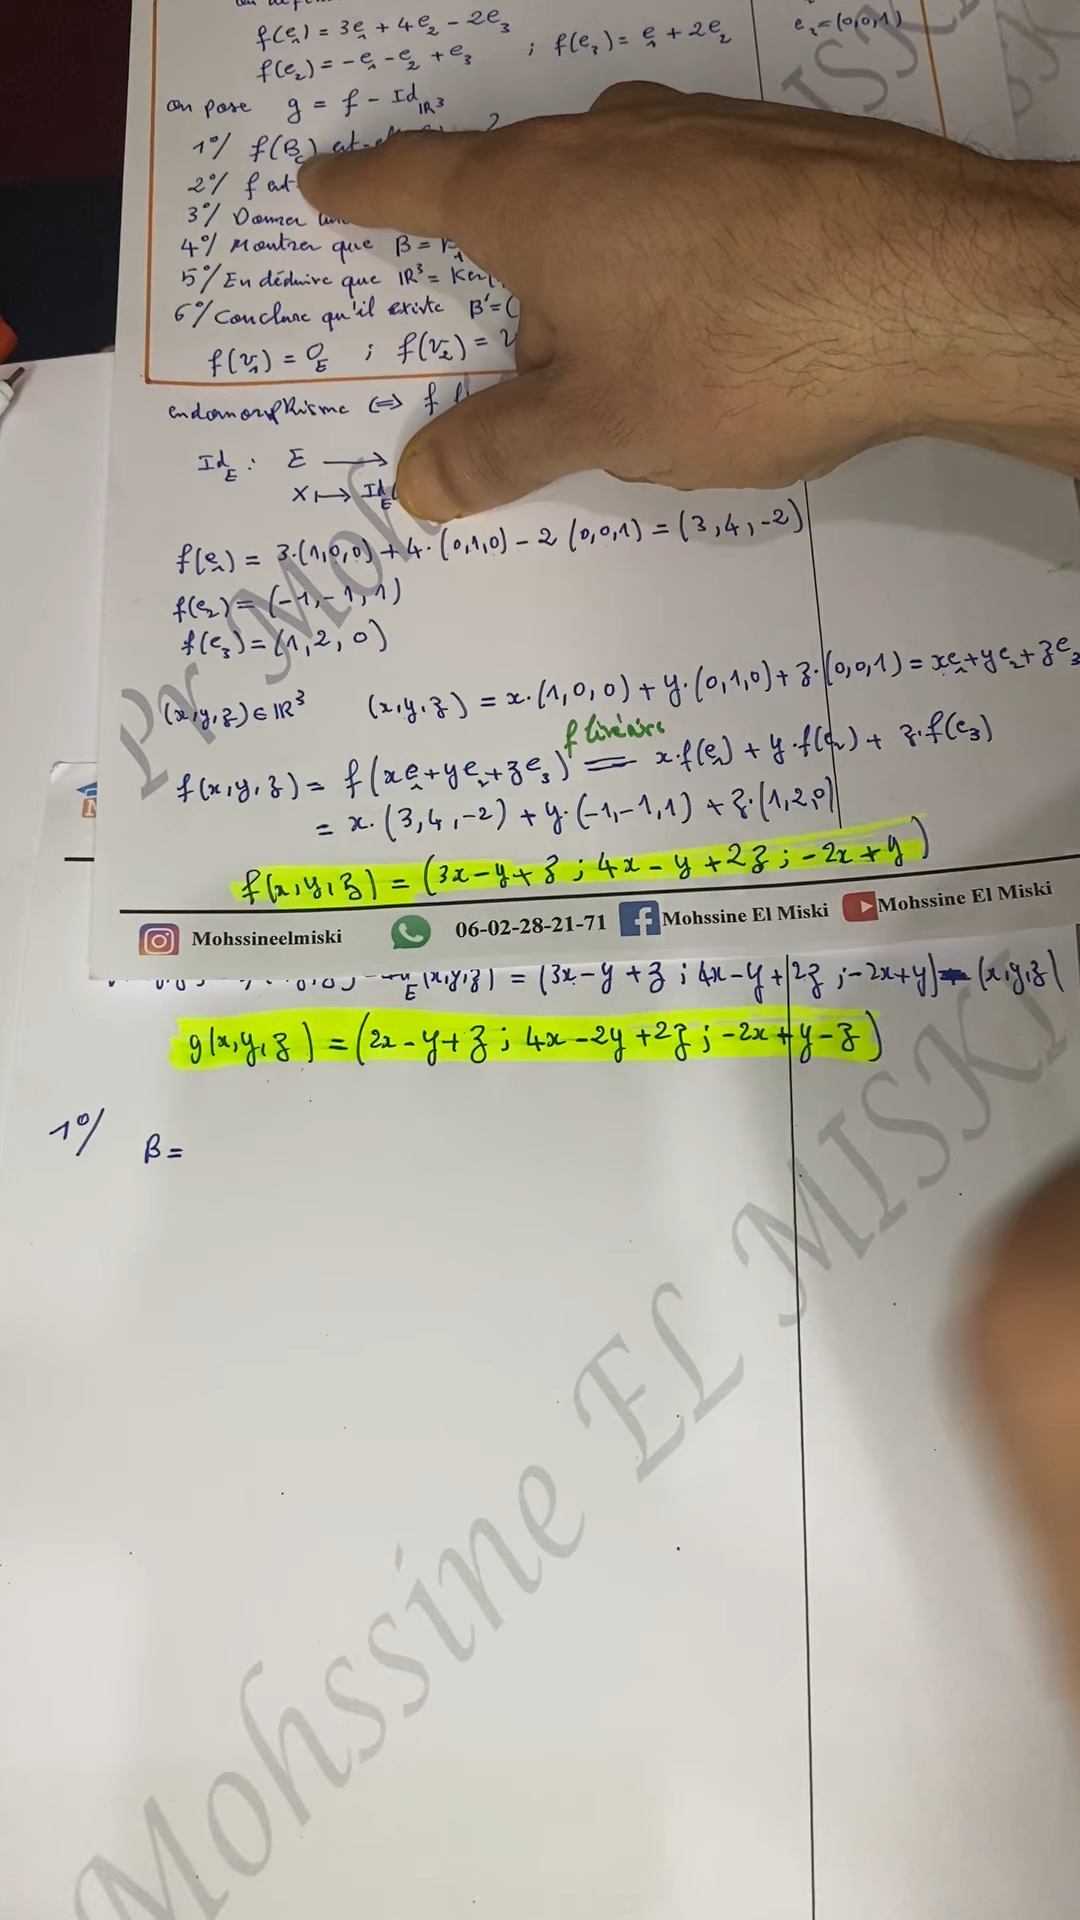 f(e₁) = 3e₁ + 4e₂ - 2e₃
f(e₂) = -e₁ - e₂ + e₃ ; f(e₃) = e₁ + 2e₂
= (0,0,1)
on pose g = f - Id_IR³
1°/ f(B_c)
2°/ f est
3°/ Donner
4°/ Montrer que B =
5°/ En déduire que IR³ = Ker
6°/ Conclure qu'il existe B' = (
f(v₁) = 0_E ; f(v₂) =
endomorphisme ⟺ f
Id_E : E ⟶
X ⟼ Id_E(
f(e₁) = 3·(1,0,0) + 4·(0,1,0) - 2(0,0,1) = (3,4,-2)
f(e₂) = (-1,-1,1)
f(e₃) = (1,2,0)
(x,y,z) ∈ IR³ (x,y,z) = x·(1,0,0) + y·(0,1,0) + z·(0,0,1) = xe₁ + ye₂ + ze₃
f linéaire
f(x,y,z) = f(xe₁ + ye₂ + ze₃) = x·f(e₁) + y·f(e₂) + z·f(e₃)
= x·(3,4,-2) + y·(-1,-1,1) + z·(1,2,0)
f(x,y,z) = (3x-y+z ; 4x-y+2z ; -2x+y)
Mohssineelmiski 06-02-28-21-71 Mohssine El Miski Mohssine El Miski
(x,y,z) = (3x-y+z ; 4x-y+2z ; -2x+y) - (x,y,z)
g(x,y,z) = (2x-y+z ; 4x-2y+2z ; -2x+y-z)
1°/ B =
Pr Moh
Mohssine EL MISKI